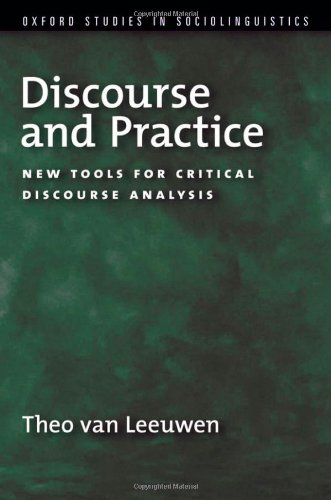 OXFORD STUDIES IN SOCIOLINGUISTICS
Discourse
and Practice
NEW TOOLS FOR CRITICAL
DISCOURSE ANALYSIS
Theo van Leeuwen